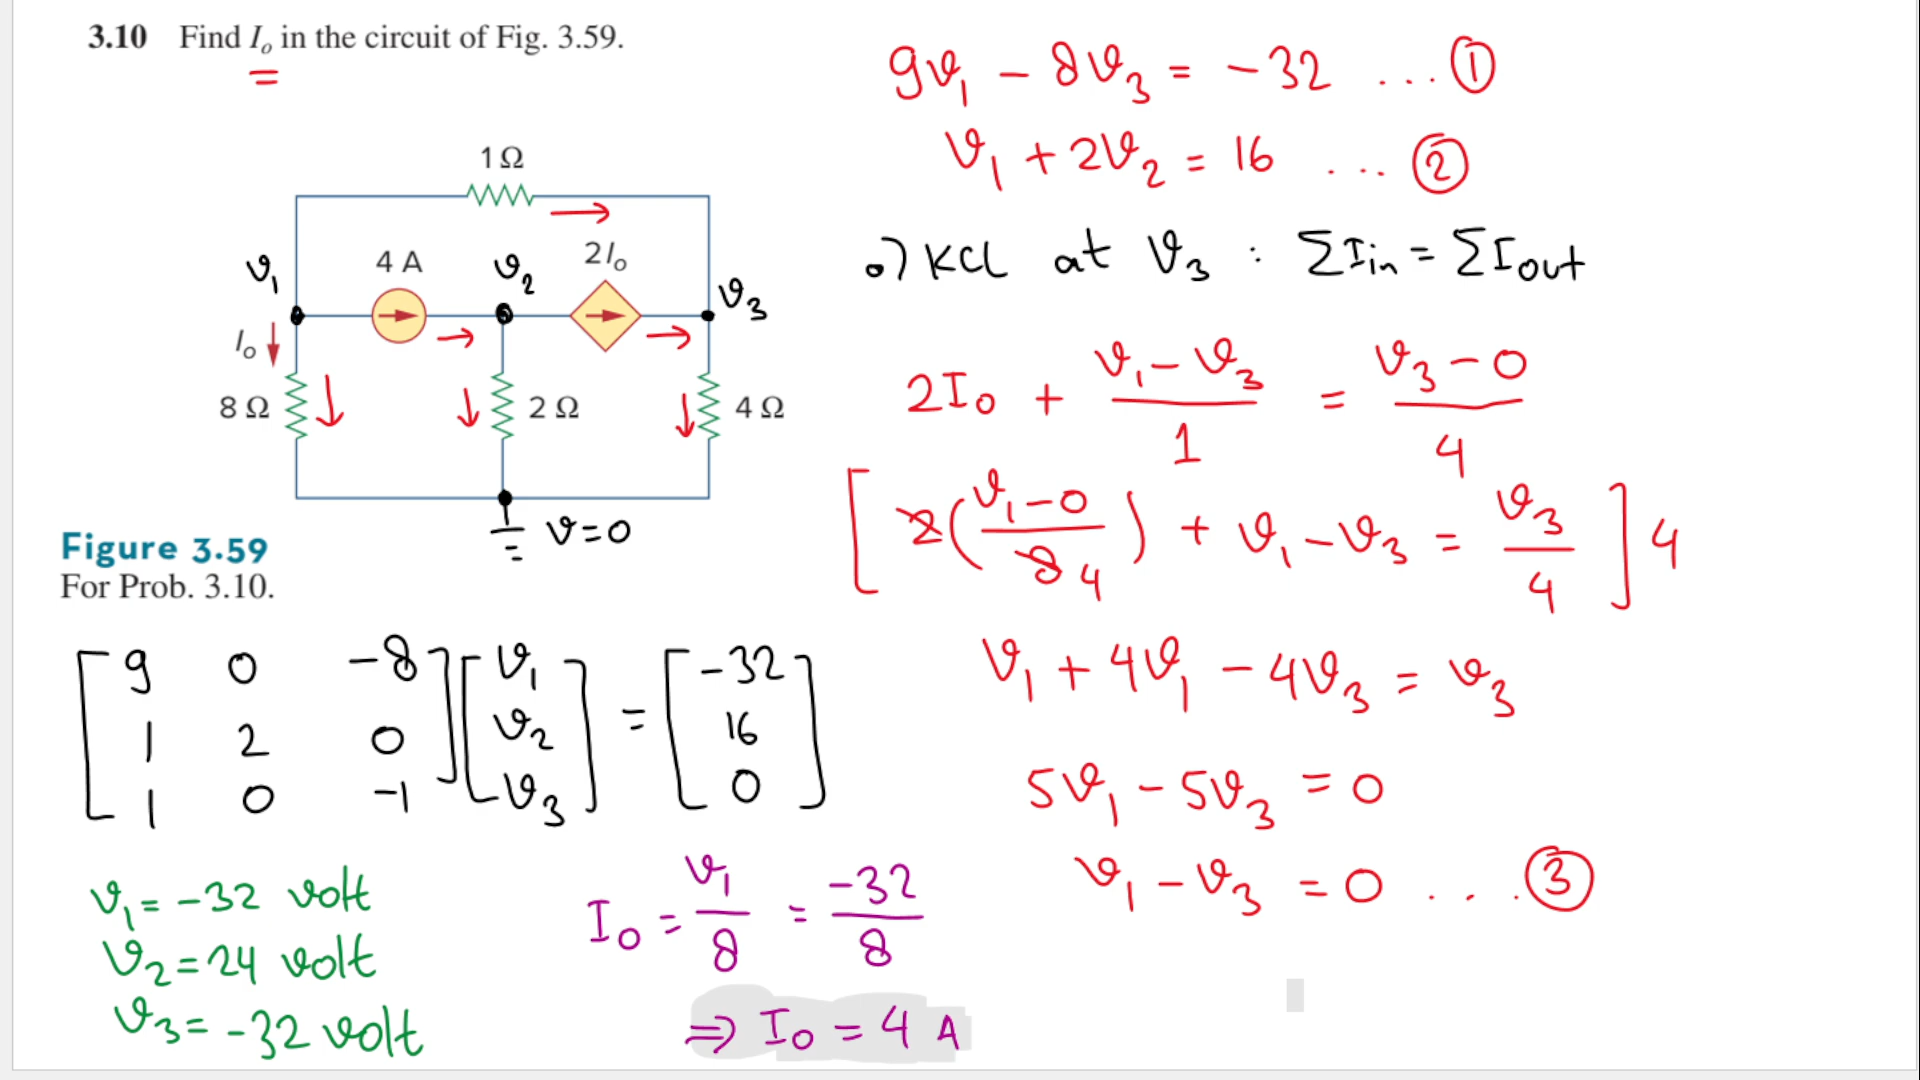 3.10 Find Iₒ in the circuit of Fig. 3.59.
=
1 Ω
4 A
2Iₒ
v₁
v₂
v₃
Iₒ
8 Ω
2 Ω
4 Ω
v=0
Figure 3.59
For Prob. 3.10.
[9 0 -8] [v₁] = [-32]
[1 2 0] [v₂] [16]
[1 0 -1] [v₃] [0]
v₁ = -32 volt
v₂ = 24 volt
v₃ = -32 volt
I₀ = v₁/8 = -32/8
⇒ I₀ = 4 A
9v₁ - 8v₃ = -32 ... ①
v₁ + 2v₂ = 16 ... ②
o) KCL at v₃ : ΣIin = ΣIout
2I₀ + (v₁ - v₃)/1 = (v₃ - 0)/4
[2((v₁-0)/8 4) + v₁ - v₃ = v₃/4] 4
v₁ + 4v₁ - 4v₃ = v₃
5v₁ - 5v₃ = 0
v₁ - v₃ = 0 ... ③